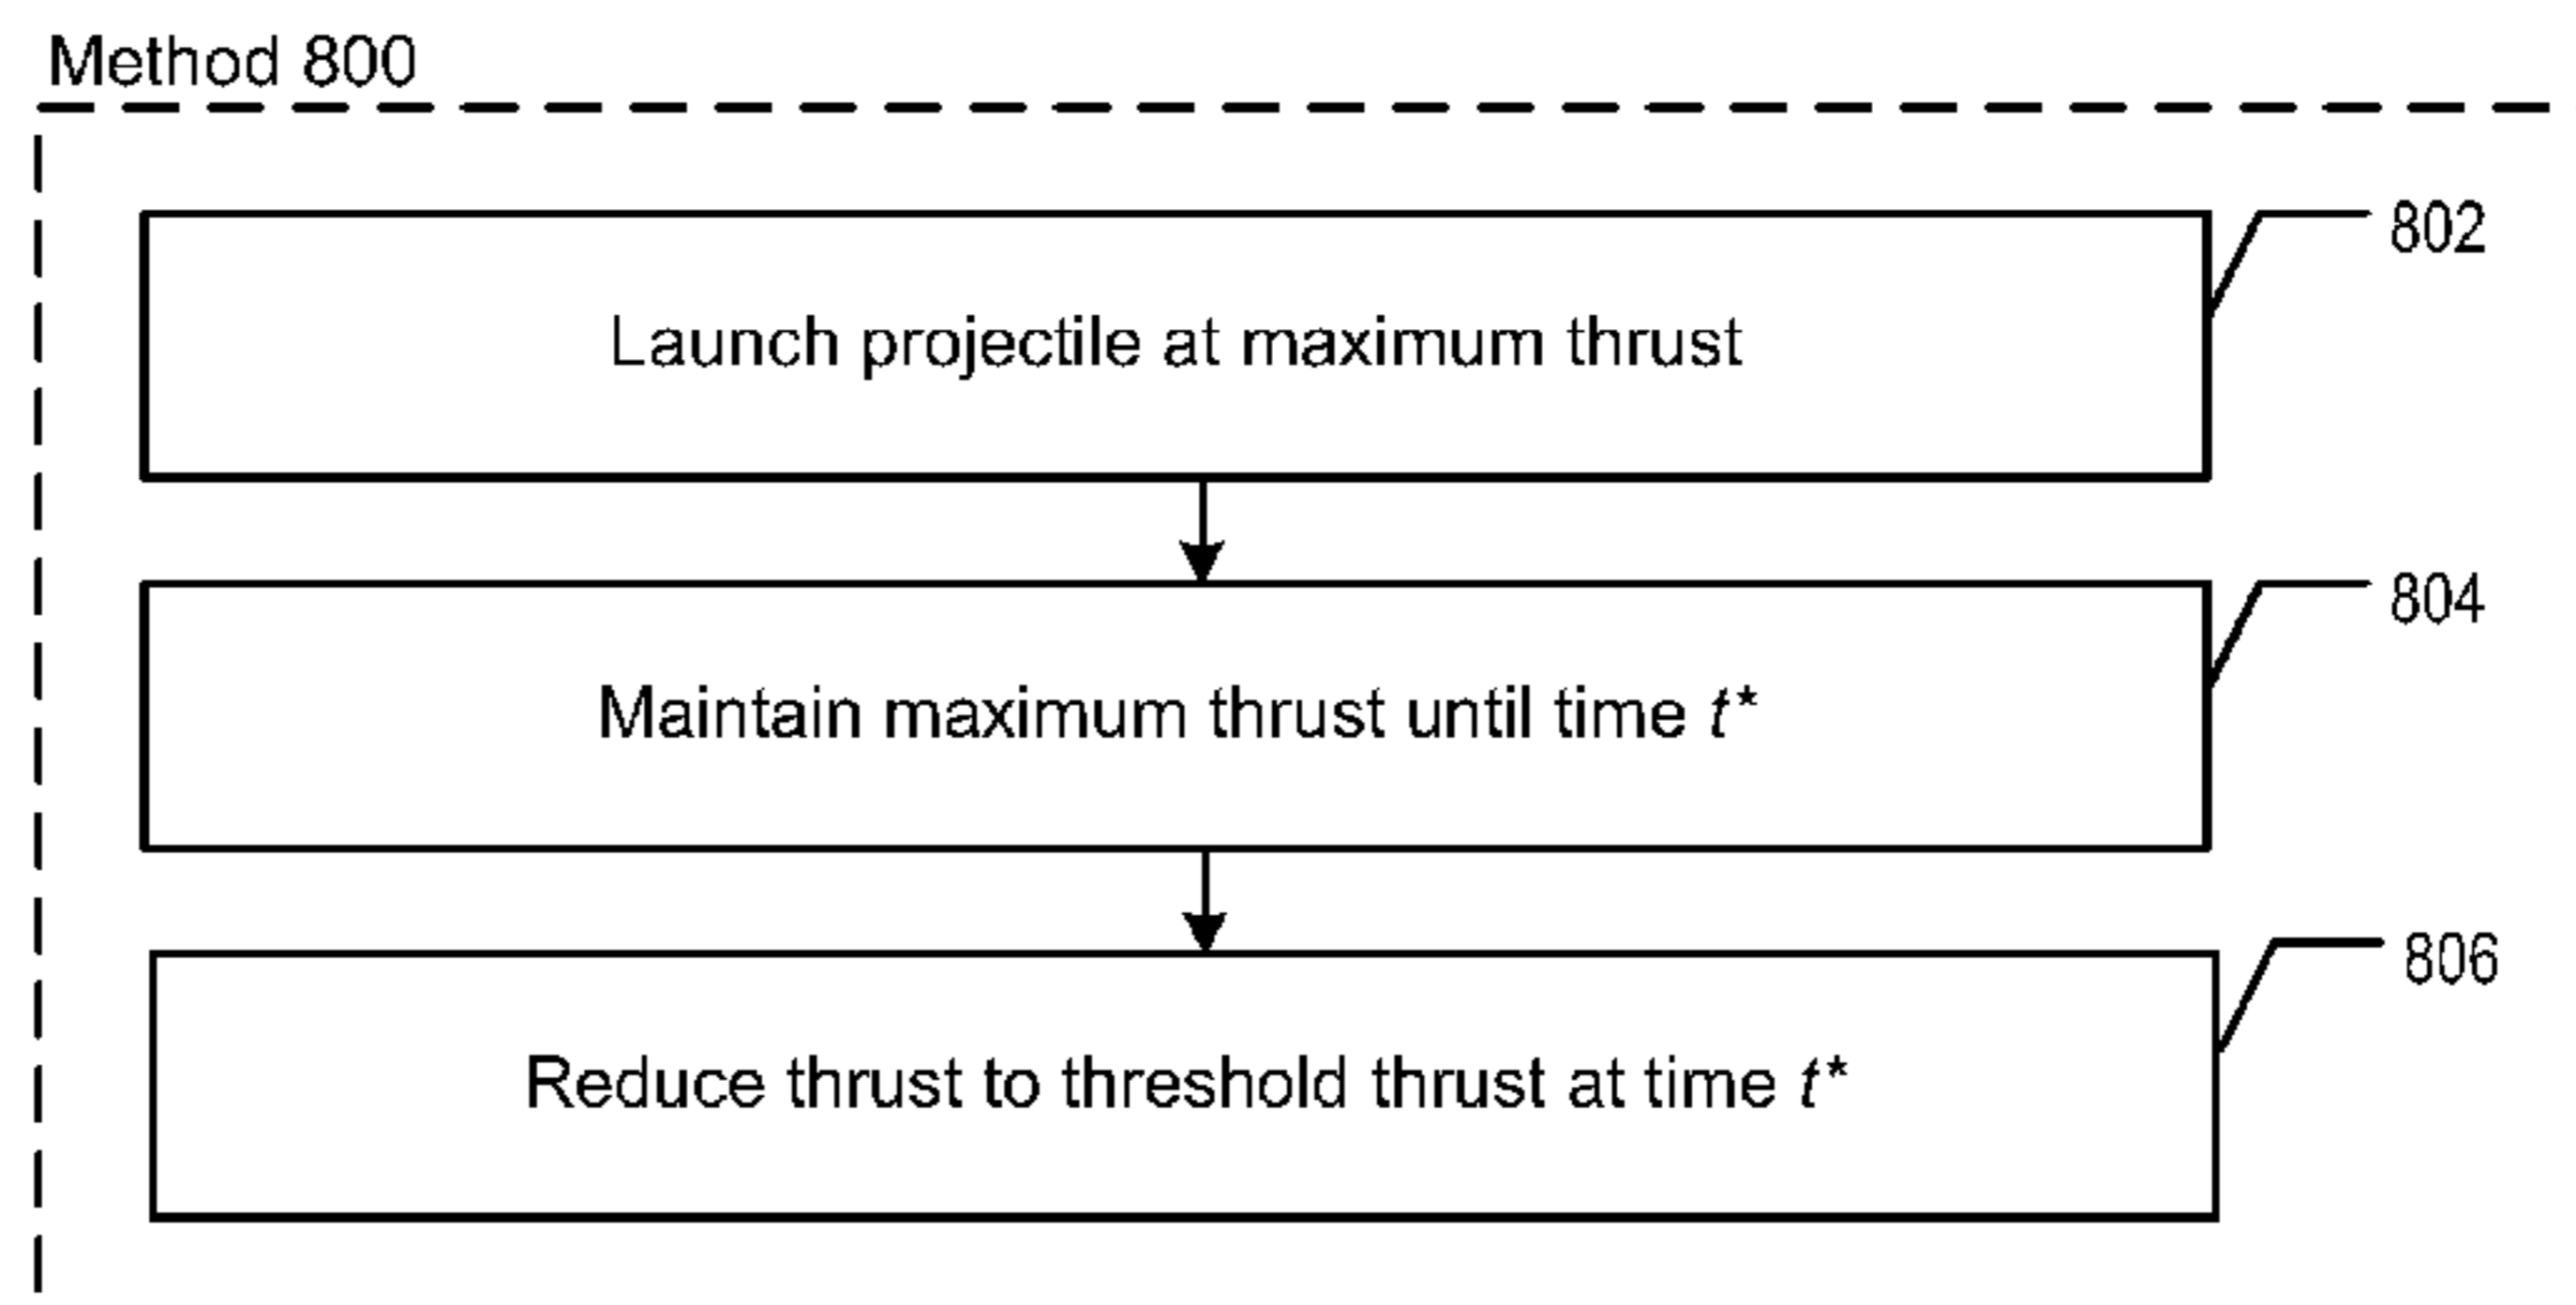 Method 800
802
Launch projectile at maximum thrust
804
Maintain maximum thrust until time t*
806
Reduce thrust to threshold thrust at time t*